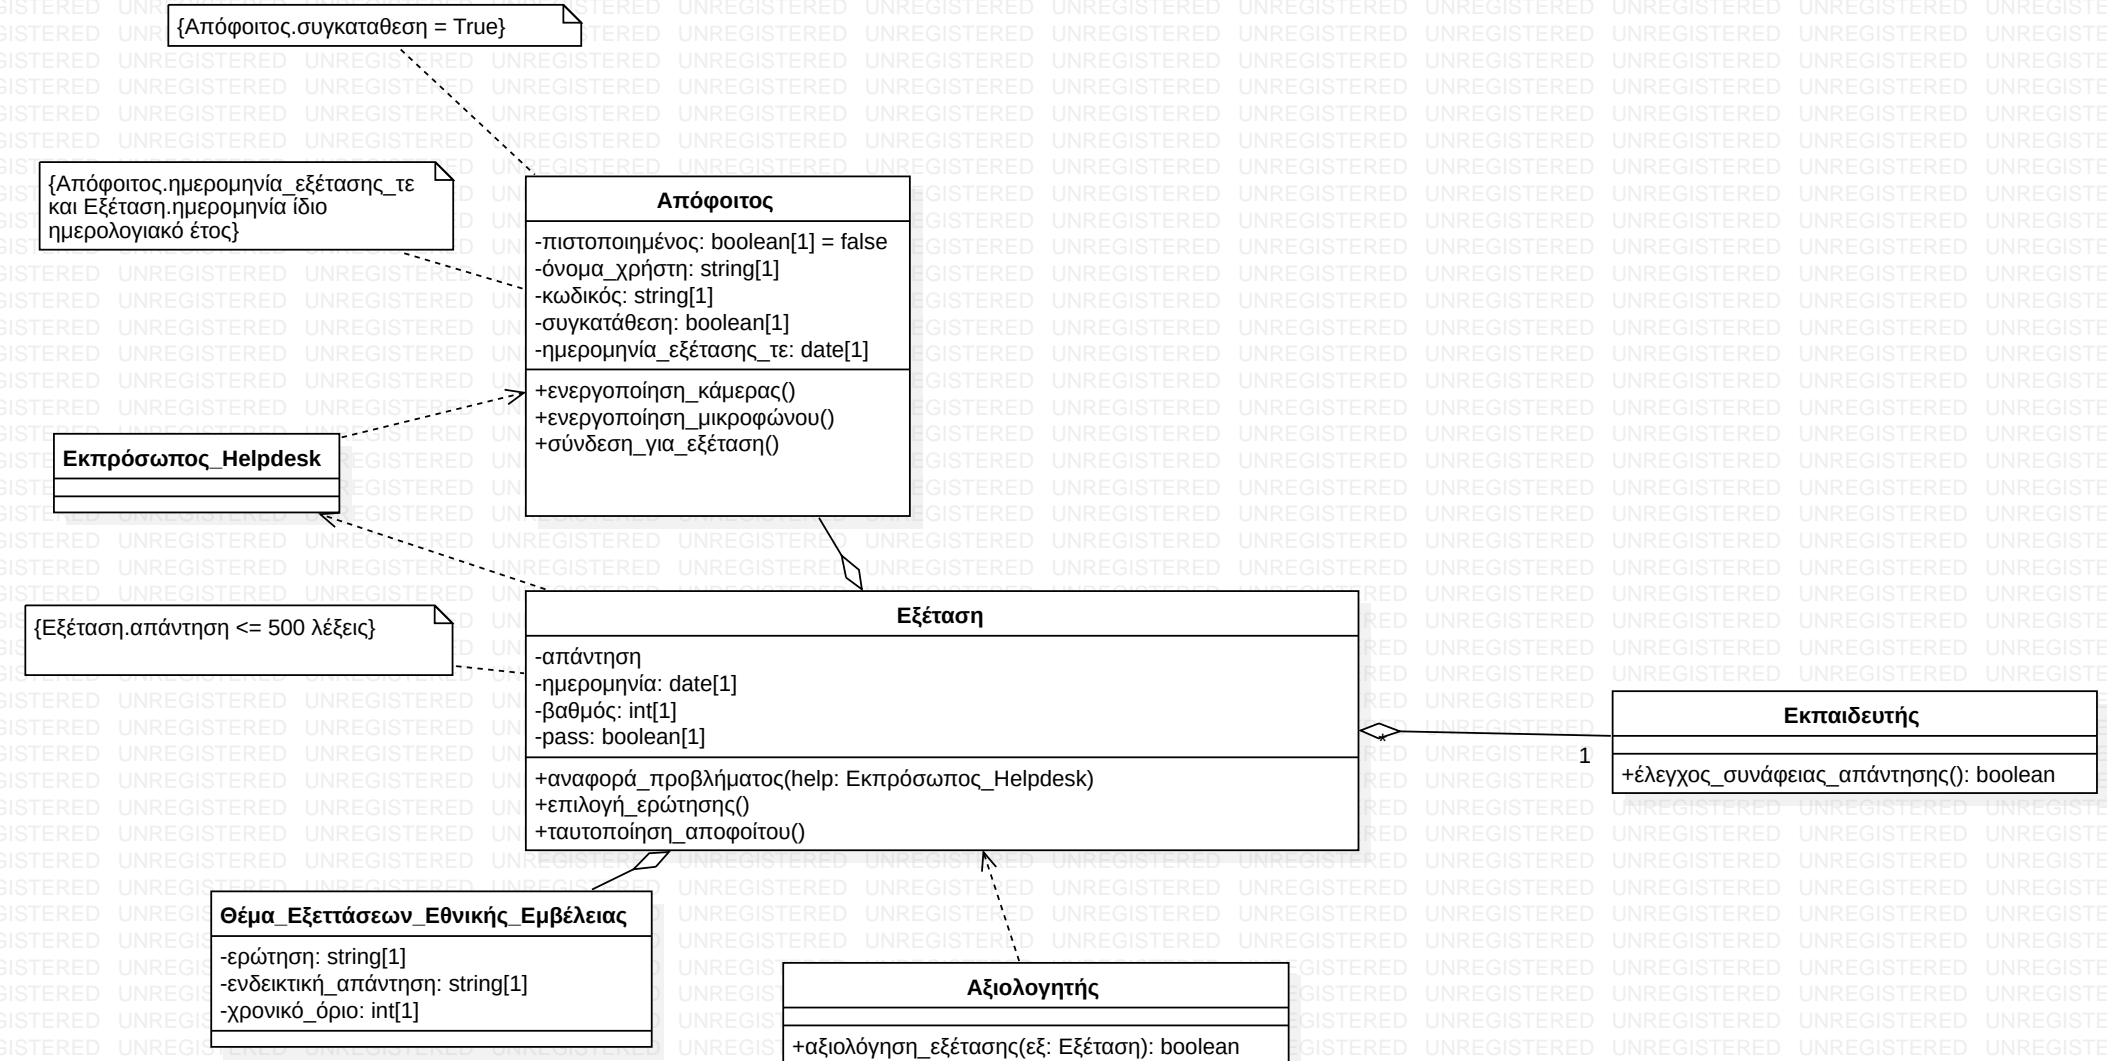 {Απόφοιτος.συγκαταθεση = True}
{Απόφοιτος.ημερομηνία_εξέτασης_τε
και Εξέταση.ημερομηνία ίδιο
ημερολογιακό έτος}
Απόφοιτος
-πιστοποιημένος: boolean[1] = false
-όνομα_χρήστη: string[1]
-κωδικός: string[1]
-συγκατάθεση: boolean[1]
-ημερομηνία_εξέτασης_τε: date[1]
+ενεργοποίηση_κάμερας()
+ενεργοποίηση_μικροφώνου()
+σύνδεση_για_εξέταση()
Εκπρόσωπος_Helpdesk
{Εξέταση.απάντηση <= 500 λέξεις}
Εξέταση
-απάντηση
-ημερομηνία: date[1]
-βαθμός: int[1]
-pass: boolean[1]
+αναφορά_προβλήματος(help: Εκπρόσωπος_Helpdesk)
+επιλογή_ερώτησης()
+ταυτοποίηση_αποφοίτου()
*
1
Εκπαιδευτής
+έλεγχος_συνάφειας_απάντησης(): boolean
Θέμα_Εξεττάσεων_Εθνικής_Εμβέλειας
-ερώτηση: string[1]
-ενδεικτική_απάντηση: string[1]
-χρονικό_όριο: int[1]
Αξιολογητής
+αξιολόγηση_εξέτασης(εξ: Εξέταση): boolean
UNREGISTERED